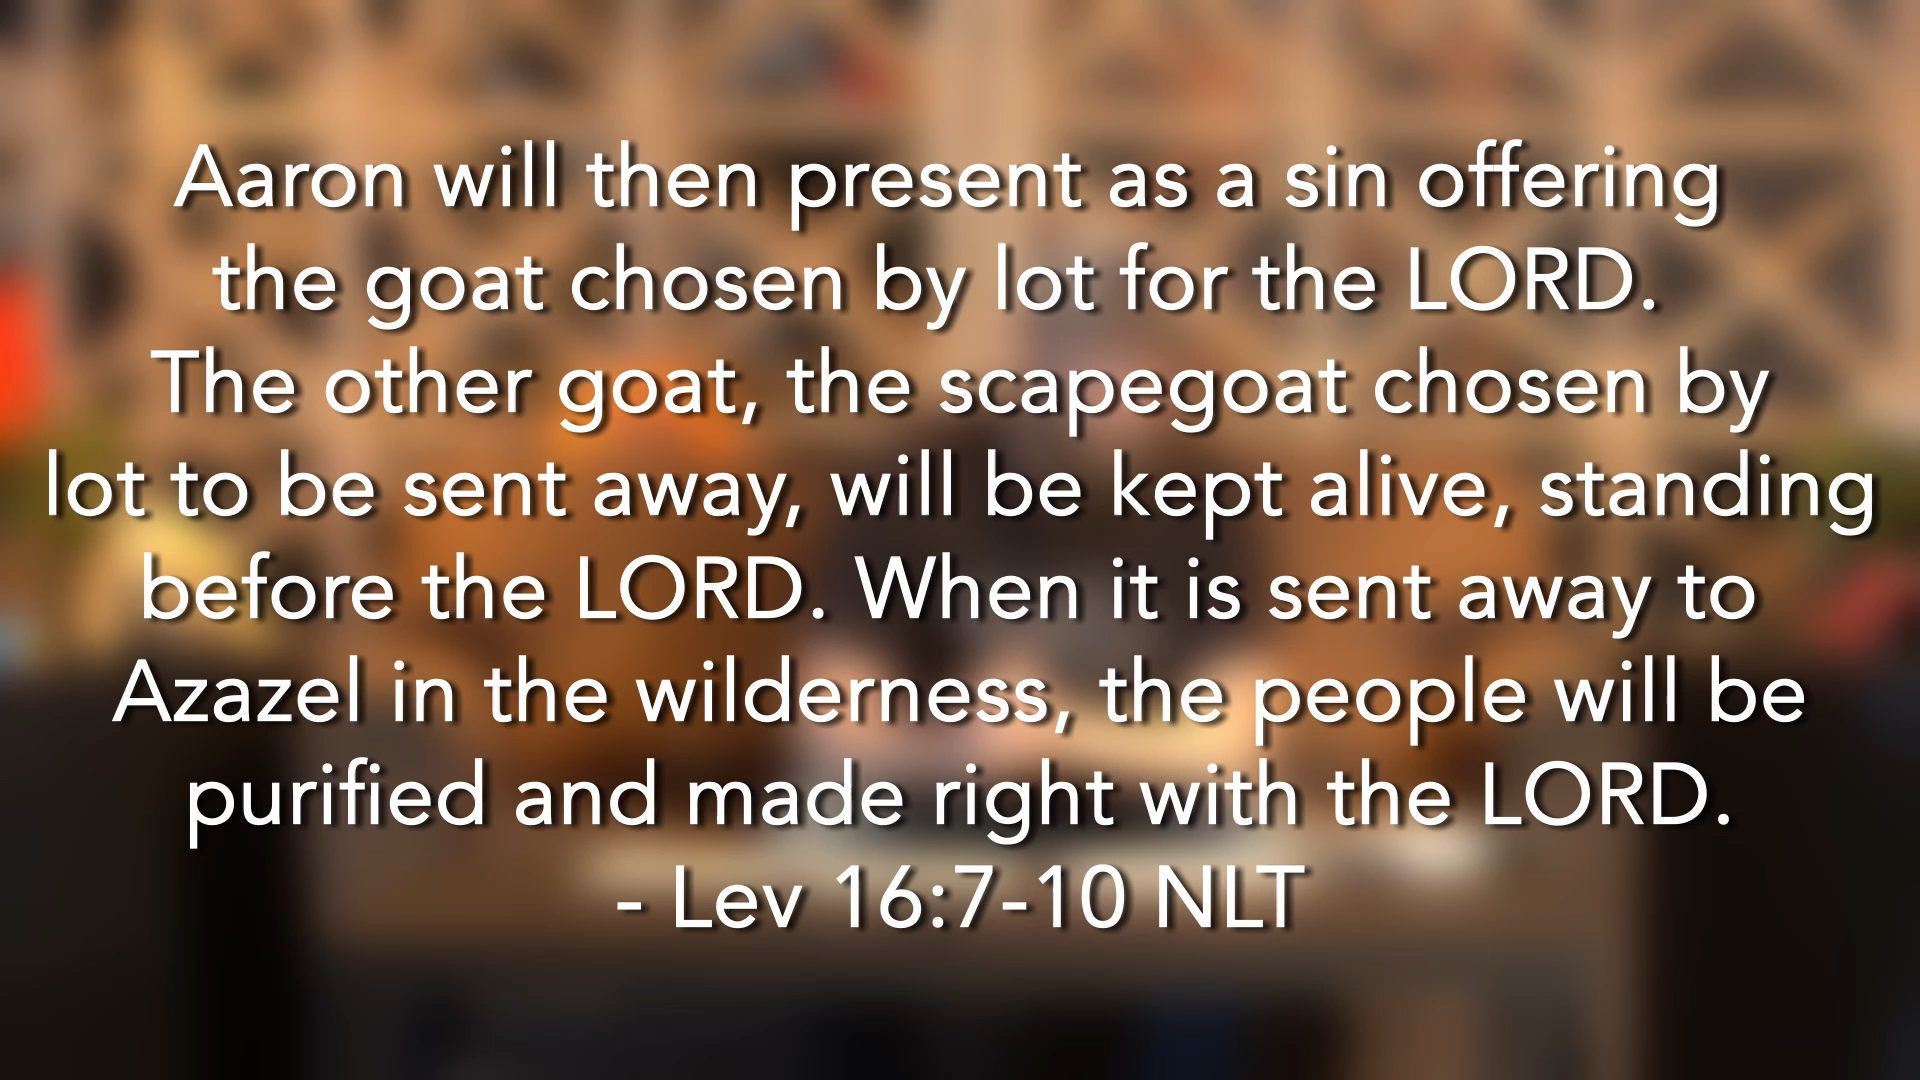 Aaron will then present as a sin offering
the goat chosen by lot for the LORD.
The other goat, the scapegoat chosen by
lot to be sent away, will be kept alive, standing
before the LORD. When it is sent away to
Azazel in the wilderness, the people will be
purified and made right with the LORD.
- Lev 16:7-10 NLT